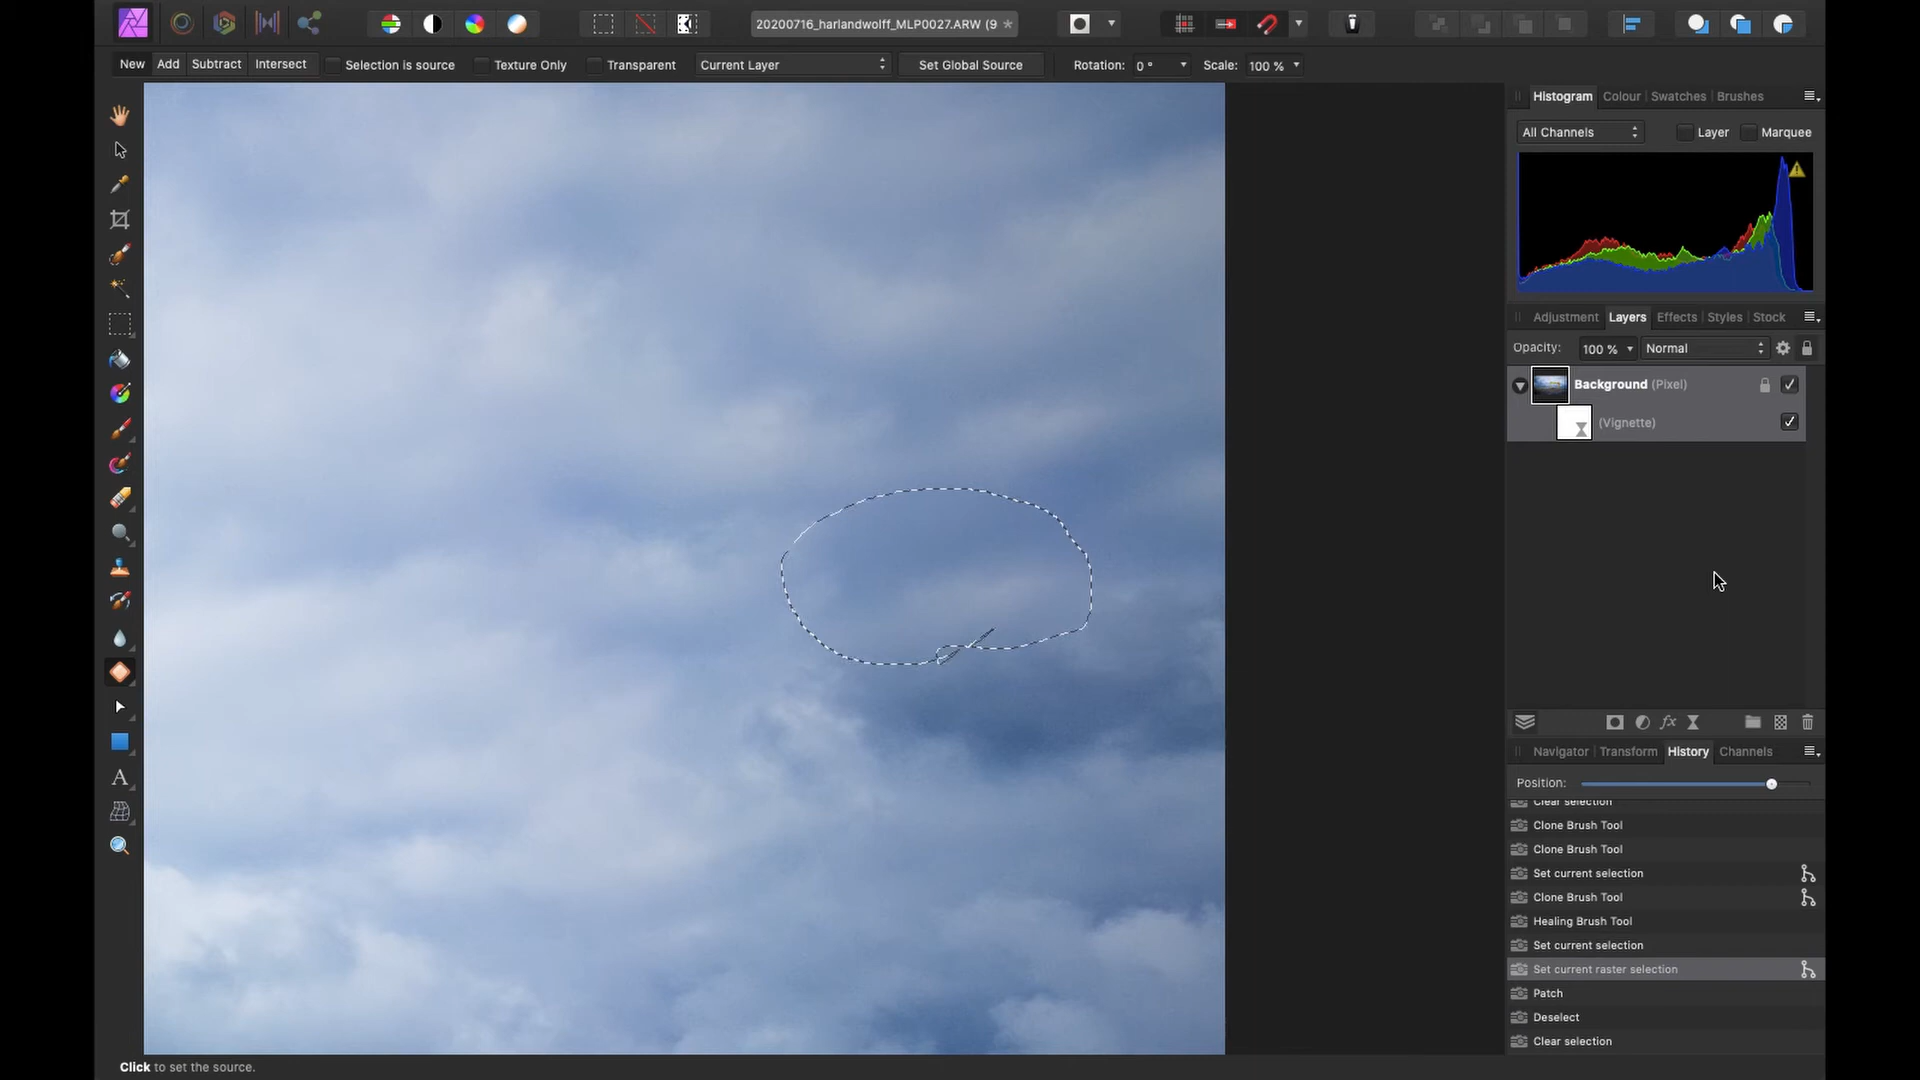 20200716_harlandwolff_MLP0027.ARW (9 *
New Add Subtract Intersect Selection is source Texture Only Transparent Current Layer Set Global Source Rotation: 0 ° Scale: 100 %
Histogram Colour Swatches Brushes
All Channels Layer Marquee
Adjustment Layers Effects Styles Stock
Opacity: 100 % Normal
Background (Pixel)
(Vignette)
Navigator Transform History Channels
Position:
Clear selection
Clone Brush Tool
Clone Brush Tool
Set current selection
Clone Brush Tool
Healing Brush Tool
Set current selection
Set current raster selection
Patch
Deselect
Clear selection
Click to set the source.